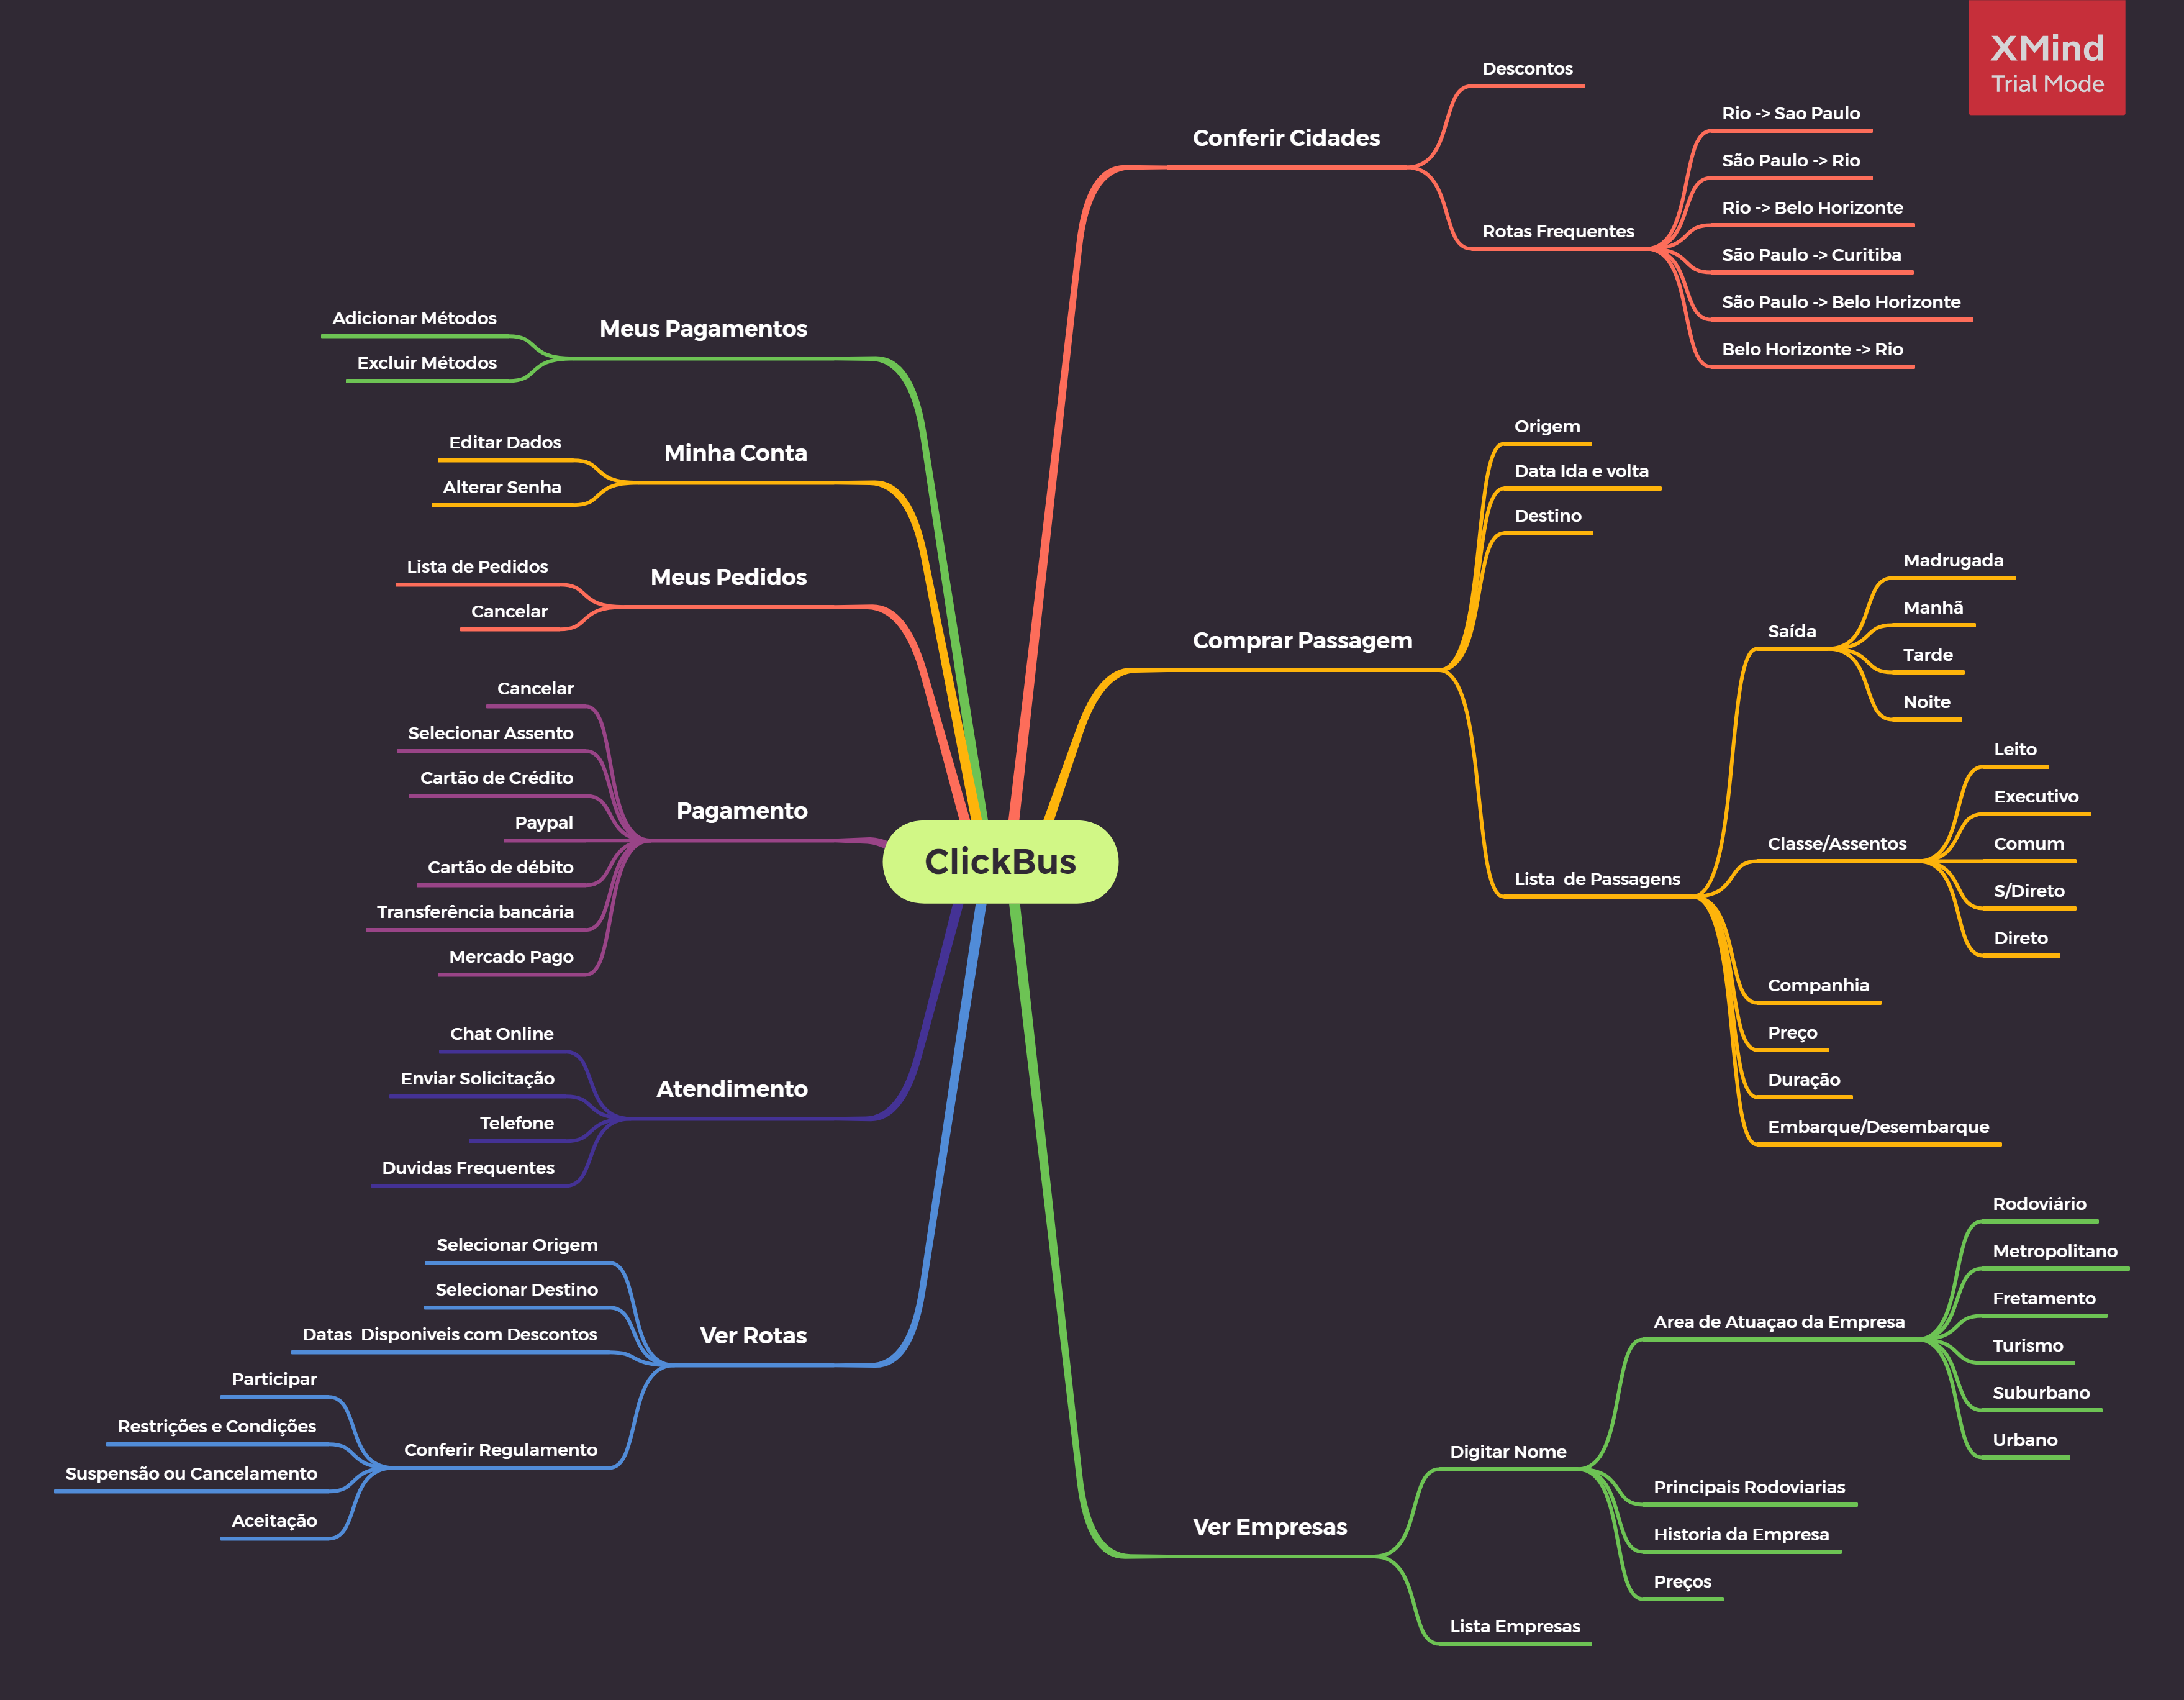 XMind
Trial Mode
ClickBus
Conferir Cidades
Descontos
Rotas Frequentes
Rio -> Sao Paulo
São Paulo -> Rio
Rio -> Belo Horizonte
São Paulo -> Curitiba
São Paulo -> Belo Horizonte
Belo Horizonte -> Rio
Comprar Passagem
Origem
Data Ida e volta
Destino
Lista  de Passagens
Saída
Madrugada
Manhã
Tarde
Noite
Classe/Assentos
Leito
Executivo
Comum
S/Direto
Direto
Companhia
Preço
Duração
Embarque/Desembarque
Ver Empresas
Digitar Nome
Area de Atuaçao da Empresa
Rodoviário
Metropolitano
Fretamento
Turismo
Suburbano
Urbano
Principais Rodoviarias
Historia da Empresa
Preços
Lista Empresas
Meus Pagamentos
Adicionar Métodos
Excluir Métodos
Minha Conta
Editar Dados
Alterar Senha
Meus Pedidos
Lista de Pedidos
Cancelar
Pagamento
Cancelar
Selecionar Assento
Cartão de Crédito
Paypal
Cartão de débito
Transferência bancária
Mercado Pago
Atendimento
Chat Online
Enviar Solicitação
Telefone
Duvidas Frequentes
Ver Rotas
Selecionar Origem
Selecionar Destino
Datas  Disponiveis com Descontos
Conferir Regulamento
Participar
Restrições e Condições
Suspensão ou Cancelamento
Aceitação